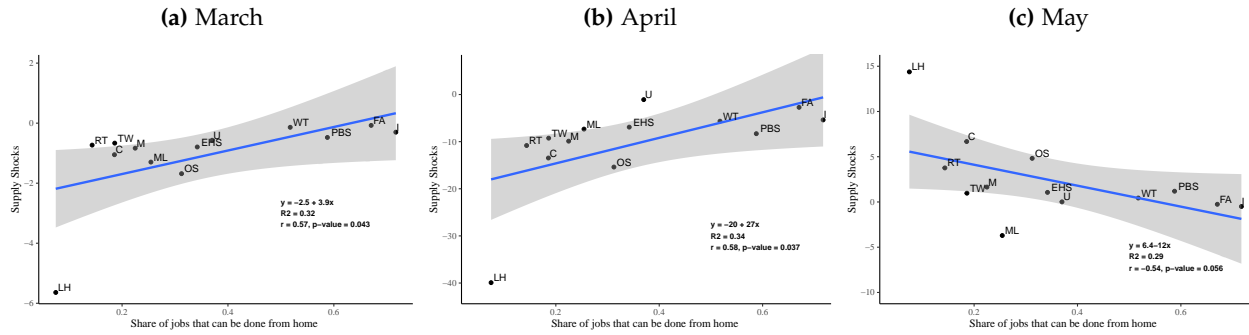 (a) March
(b) April
(c) May
Supply Shocks
2
0
−2
−4
−6
0.2
0.4
0.6
Share of jobs that can be done from home
LH
RT
TW
C
M
ML
OS
EHS
U
WT
PBS
FA
I
y = −2.5 + 3.9x
R2 = 0.32
r = 0.57, p−value = 0.043
Supply Shocks
0
−10
−20
−30
−40
0.2
0.4
0.6
Share of jobs that can be done from home
LH
RT
TW
C
M
ML
OS
EHS
U
WT
PBS
FA
I
y = −20 + 27x
R2 = 0.34
r = 0.58, p−value = 0.037
Supply Shocks
15
10
5
0
−5
−10
0.2
0.4
0.6
Share of jobs that can be done from home
LH
RT
C
TW
M
ML
OS
EHS
U
WT
PBS
FA
I
y = 6.4−12x
R2 = 0.29
r = −0.54, p−value = 0.056